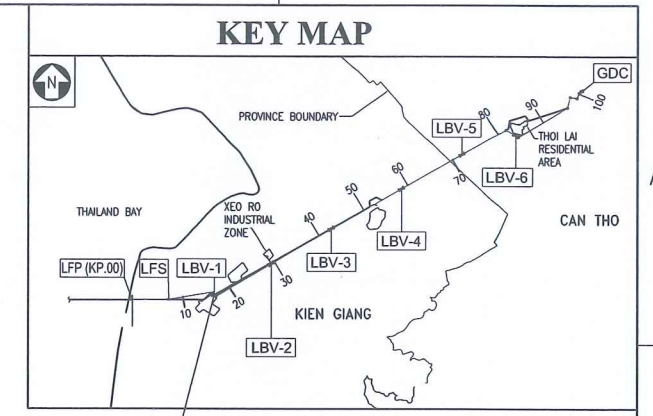 KEY MAP
N
GDC
PROVINCE BOUNDARY
80
90
100
LBV-5
THOI LAI
RESIDENTIAL
AREA
LBV-6
70
60
50
XEO RO
INDUSTRIAL
ZONE
40
THAILAND BAY
CAN THO
LBV-4
LFP (KP.00)
LFS
LBV-1
LBV-3
30
20
10
KIEN GIANG
LBV-2